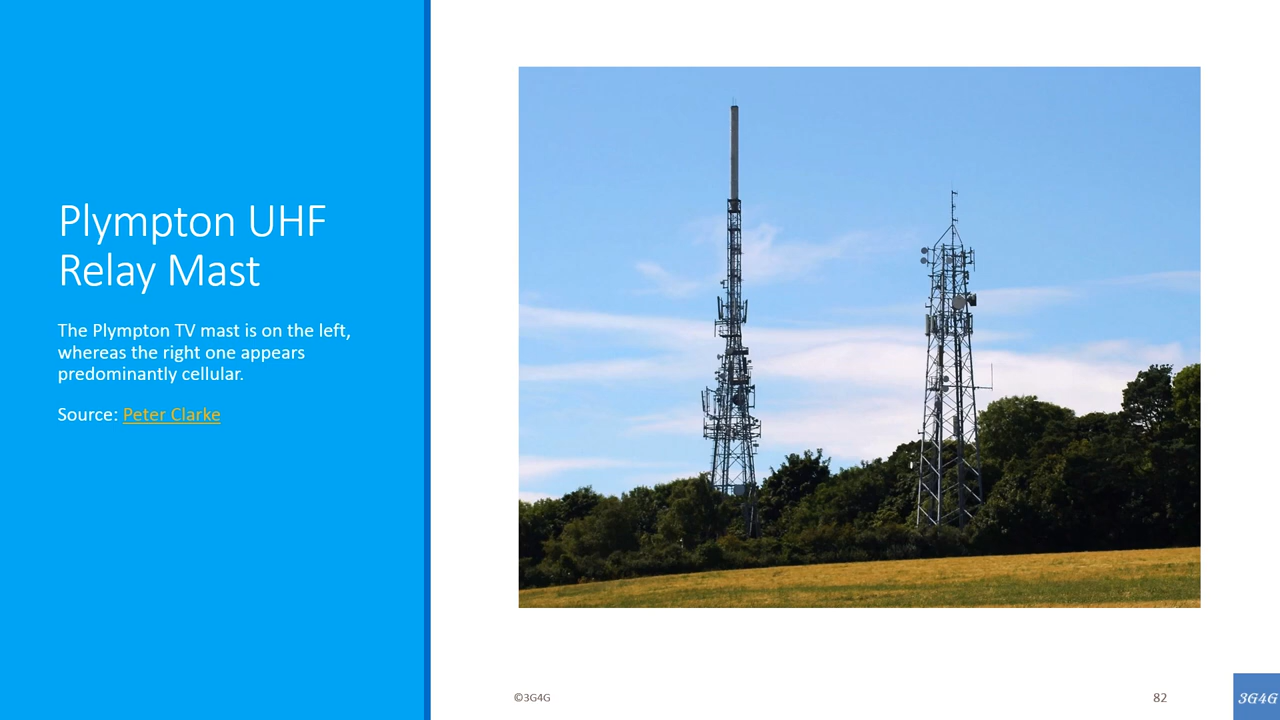 Plympton UHF
Relay Mast
The Plympton TV mast is on the left,
whereas the right one appears
predominantly cellular.
Source: Peter Clarke
©3G4G
82
3G4G